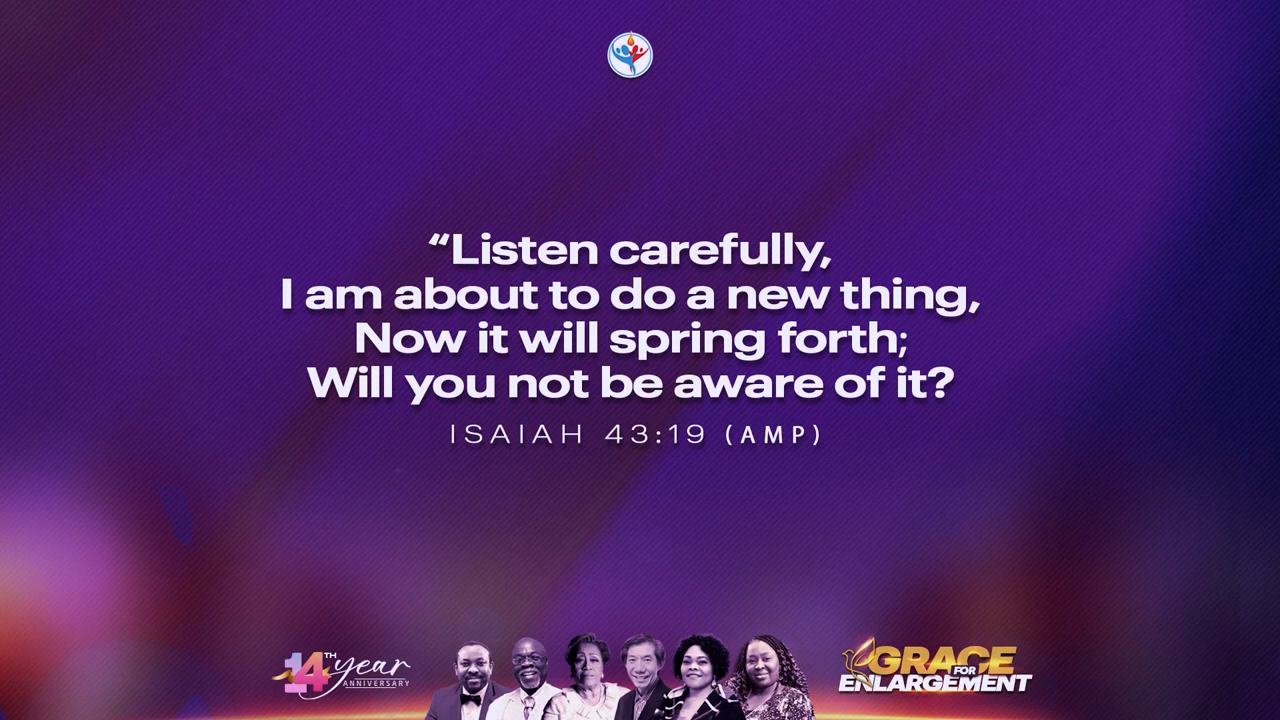 “Listen carefully,
I am about to do a new thing,
Now it will spring forth;
Will you not be aware of it?
ISAIAH 43:19 (AMP)
14TH year
ANNIVERSARY
GRACE
FOR
ENLARGEMENT